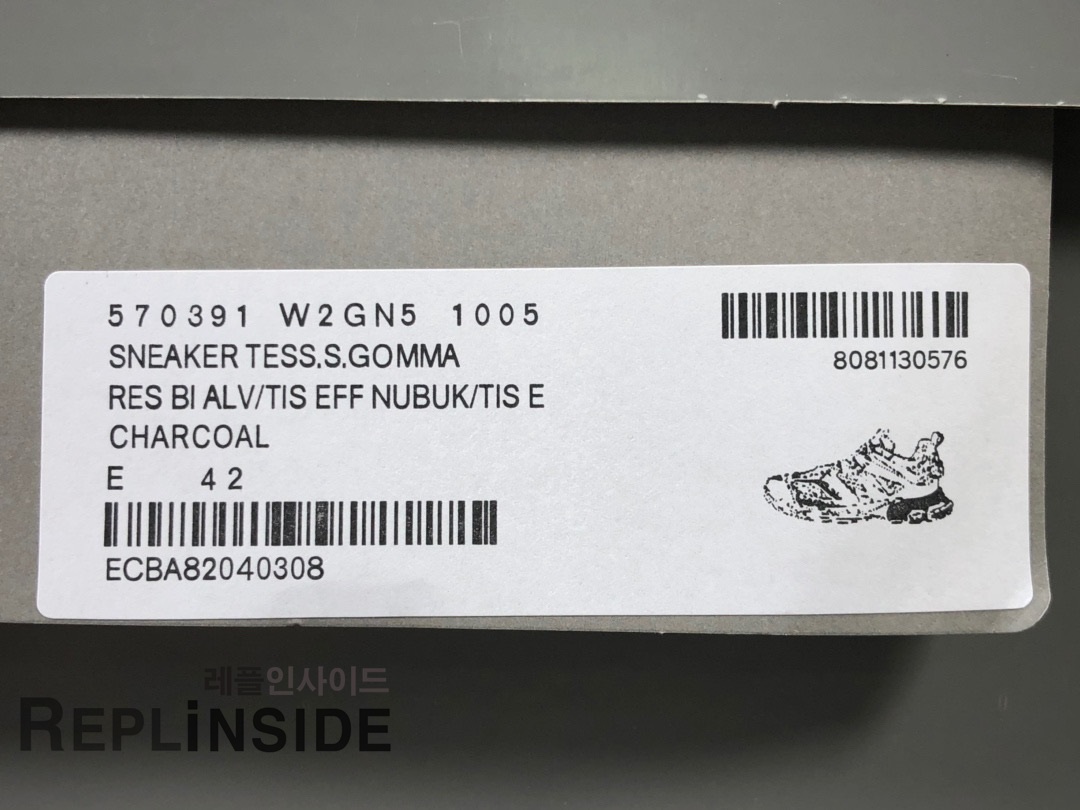 570391 W2GN5 1005
SNEAKER TESS.S.GOMMA
RES BI ALV/TIS EFF NUBUK/TIS E
CHARCOAL
E 42
ECBA82040308
8081130576
레플인사이드
REPLiNSIDE